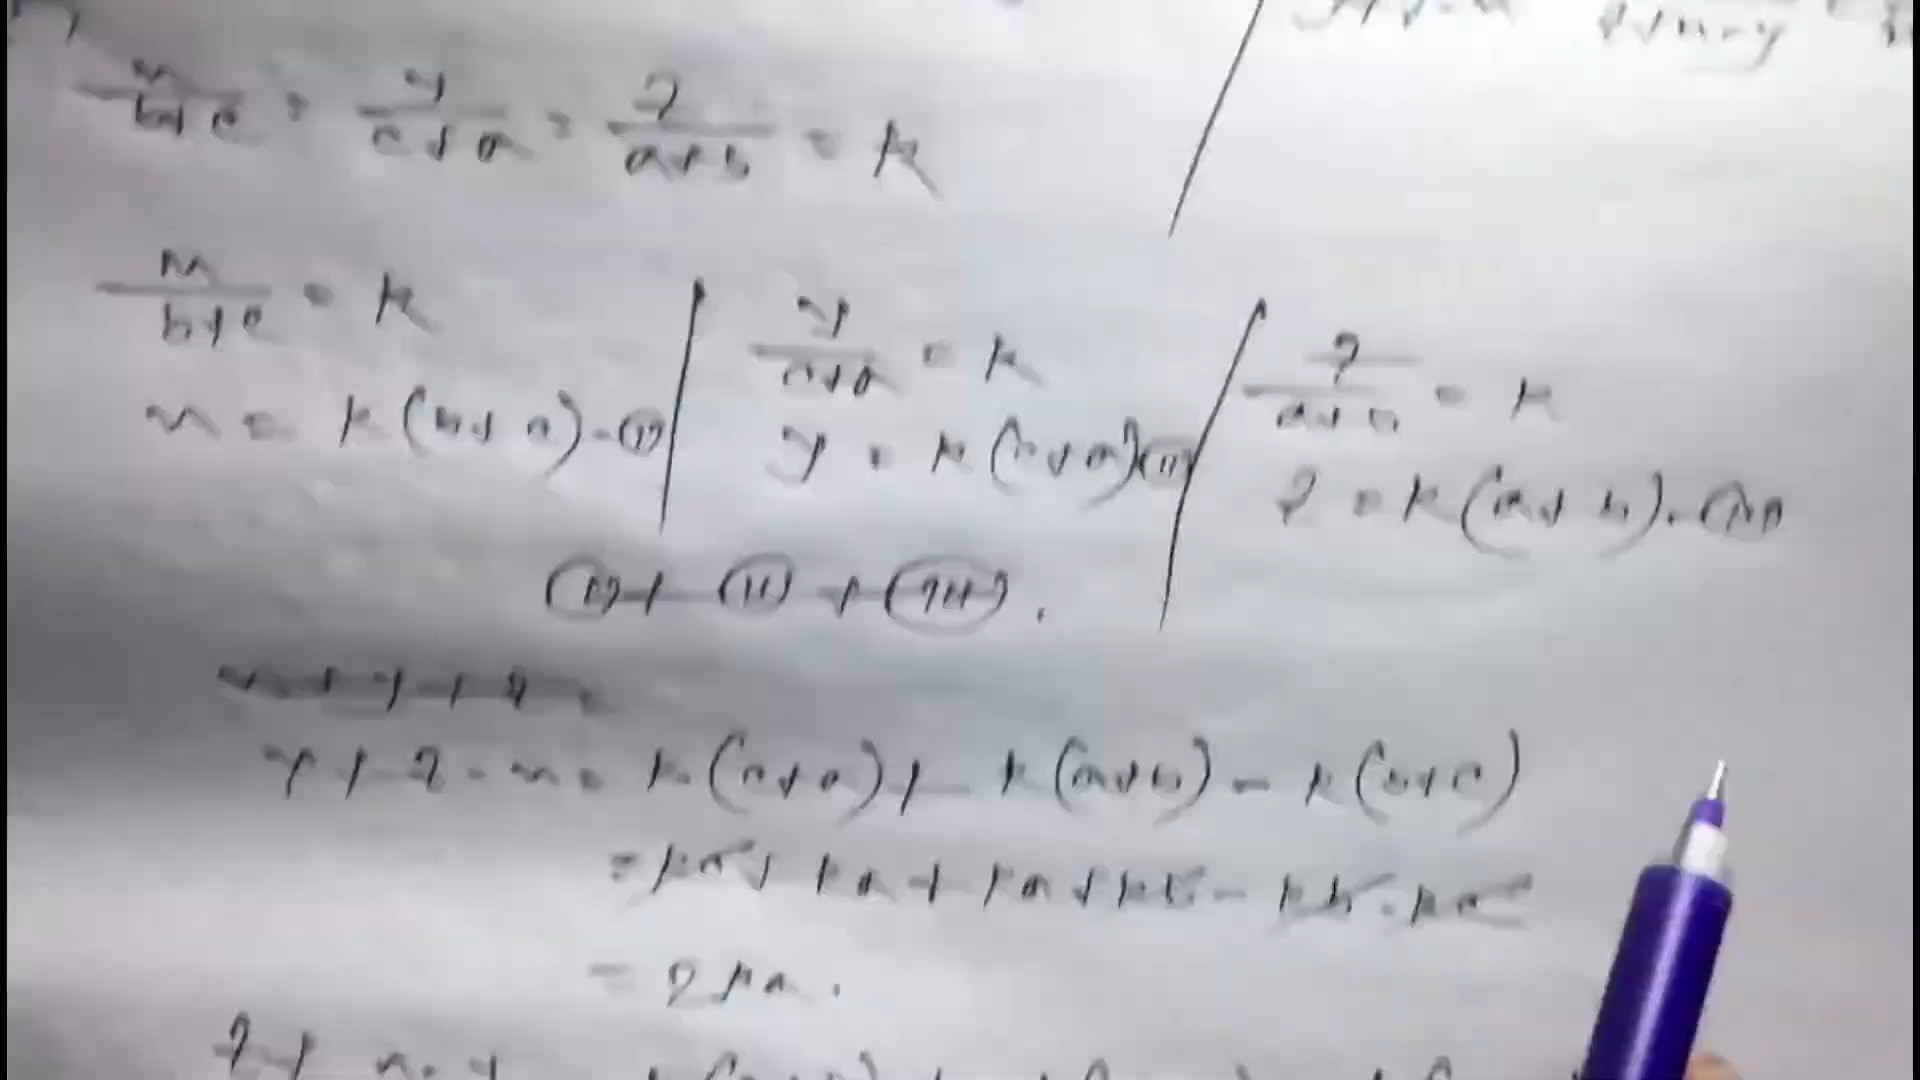 x/(b+c) = y/(c+a) = z/(a+b) = k
x/(b+c) = k
x = k(b+c) - (i)
y/(c+a) = k
y = k(c+a) (ii)
z/(a+b) = k
z = k(a+b). (iii)
(i) + (ii) + (iii).
x + y + z =
y + z - x = k(c+a) + k(a+b) - k(b+c)
= kc + ka + ka + kb - kb - kc
= 2ka.
z + x - y